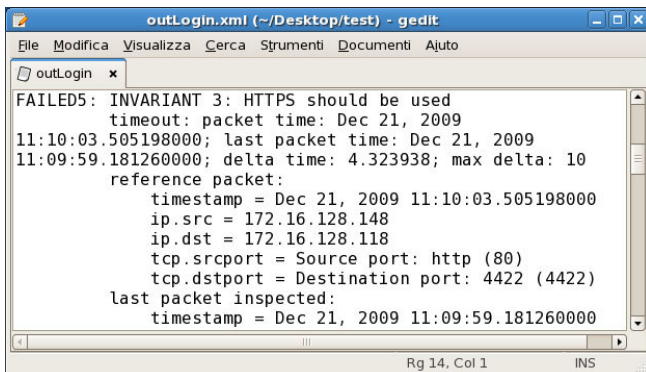 outLogin.xml (~/Desktop/test) - gedit
File Modifica Visualizza Cerca Strumenti Documenti Aiuto
outLogin
FAILED5: INVARIANT 3: HTTPS should be used
timeout: packet time: Dec 21, 2009
11:10:03.505198000; last packet time: Dec 21, 2009
11:09:59.181260000; delta time: 4.323938; max delta: 10
reference packet:
timestamp = Dec 21, 2009 11:10:03.505198000
ip.src = 172.16.128.148
ip.dst = 172.16.128.118
tcp.srcport = Source port: http (80)
tcp.dstport = Destination port: 4422 (4422)
last packet inspected:
timestamp = Dec 21, 2009 11:09:59.181260000
Rg 14, Col 1 INS